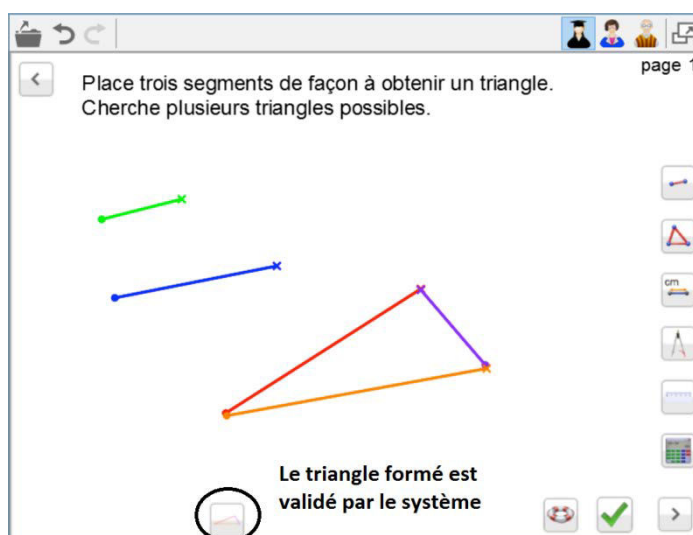 page 1
Place trois segments de façon à obtenir un triangle.
Cherche plusieurs triangles possibles.
cm
Le triangle formé est
validé par le système